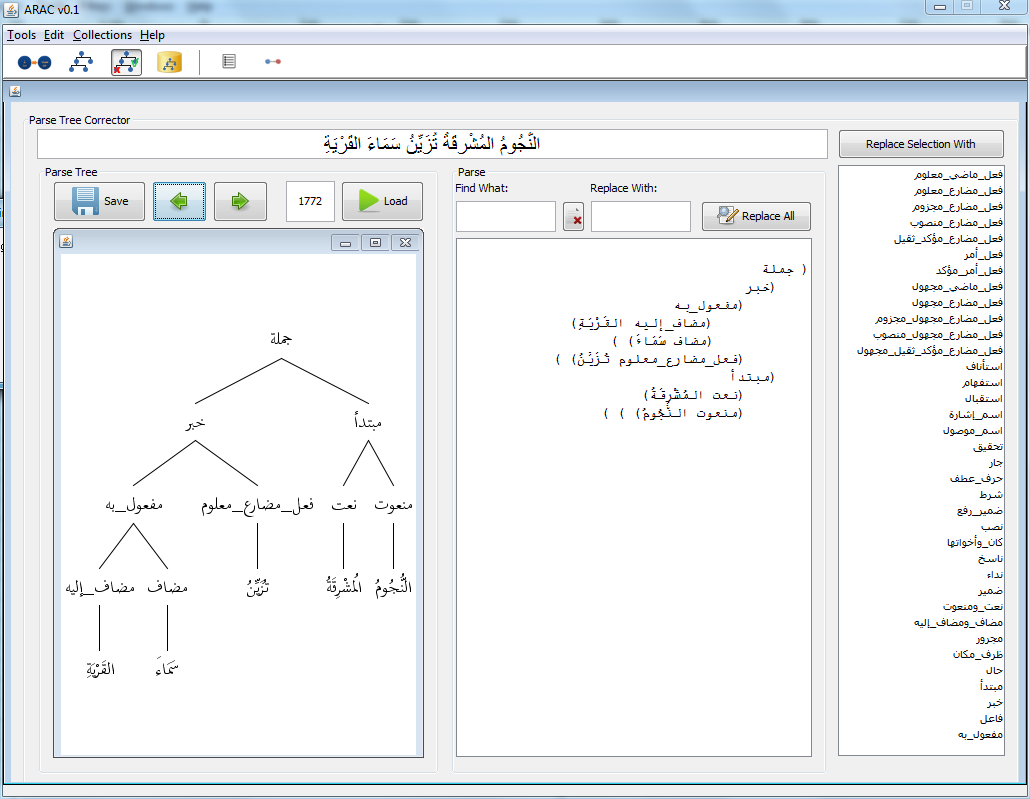 ARAC v0.1
Tools Edit Collections Help
Parse Tree Corrector
النُّجُومُ المُشْرِقَةُ تُزَيِّنُ سَمَاءَ القَرْيَةِ
Replace Selection With
Parse Tree
Save
1772
Load
جملة
خبر مبتدأ
مفعول_به فعل_مضارع_معلوم نعت منعوت
مضاف_إليه مضاف تُزَيِّنُ المُشْرِقَةُ النُّجُومُ
القَرْيَةِ سَمَاءَ
Parse
Find What: Replace With:
Replace All
( جملة
(خبر
(مفعول_به
(مضاف_إليه القَرْيَةِ)
(مضاف سَمَاءَ) )
(فعل_مضارع_معلوم تُزَيِّنُ) )
(مبتدأ
(نعت المُشْرِقَةُ)
(منعوت النُّجُومُ) ) )
فعل_ماضي_معلوم
فعل_مضارع_معلوم
فعل_مضارع_مجزوم
فعل_مضارع_منصوب
فعل_مضارع_مؤكد_ثقيل
فعل_أمر
فعل_أمر_مؤكد
فعل_ماضي_مجهول
فعل_مضارع_مجهول
فعل_مضارع_مجهول_مجزوم
فعل_مضارع_مجهول_منصوب
فعل_مضارع_مؤكد_ثقيل_مجهول
استأناف
استفهام
استقبال
اسم_إشارة
اسم_موصول
تحقيق
جار
حرف_عطف
شرط
ضمير_رفع
نصب
كان_وأخواتها
ناسخ
نداء
ضمير
نعت_ومنعوت
مضاف_ومضاف_إليه
مجرور
ظرف_مكان
حال
مبتدأ
خبر
فاعل
مفعول_به